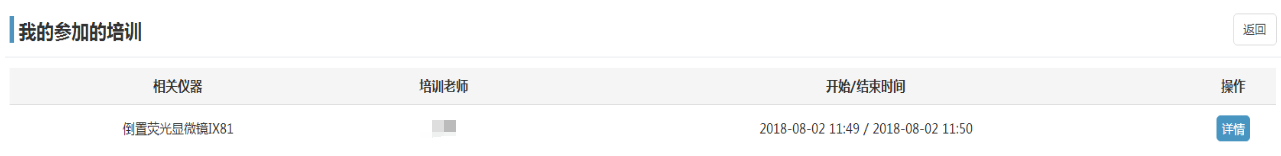 我的参加的培训 返回
相关仪器 培训老师 开始/结束时间 操作
倒置荧光显微镜IX81 2018-08-02 11:49 / 2018-08-02 11:50 详情